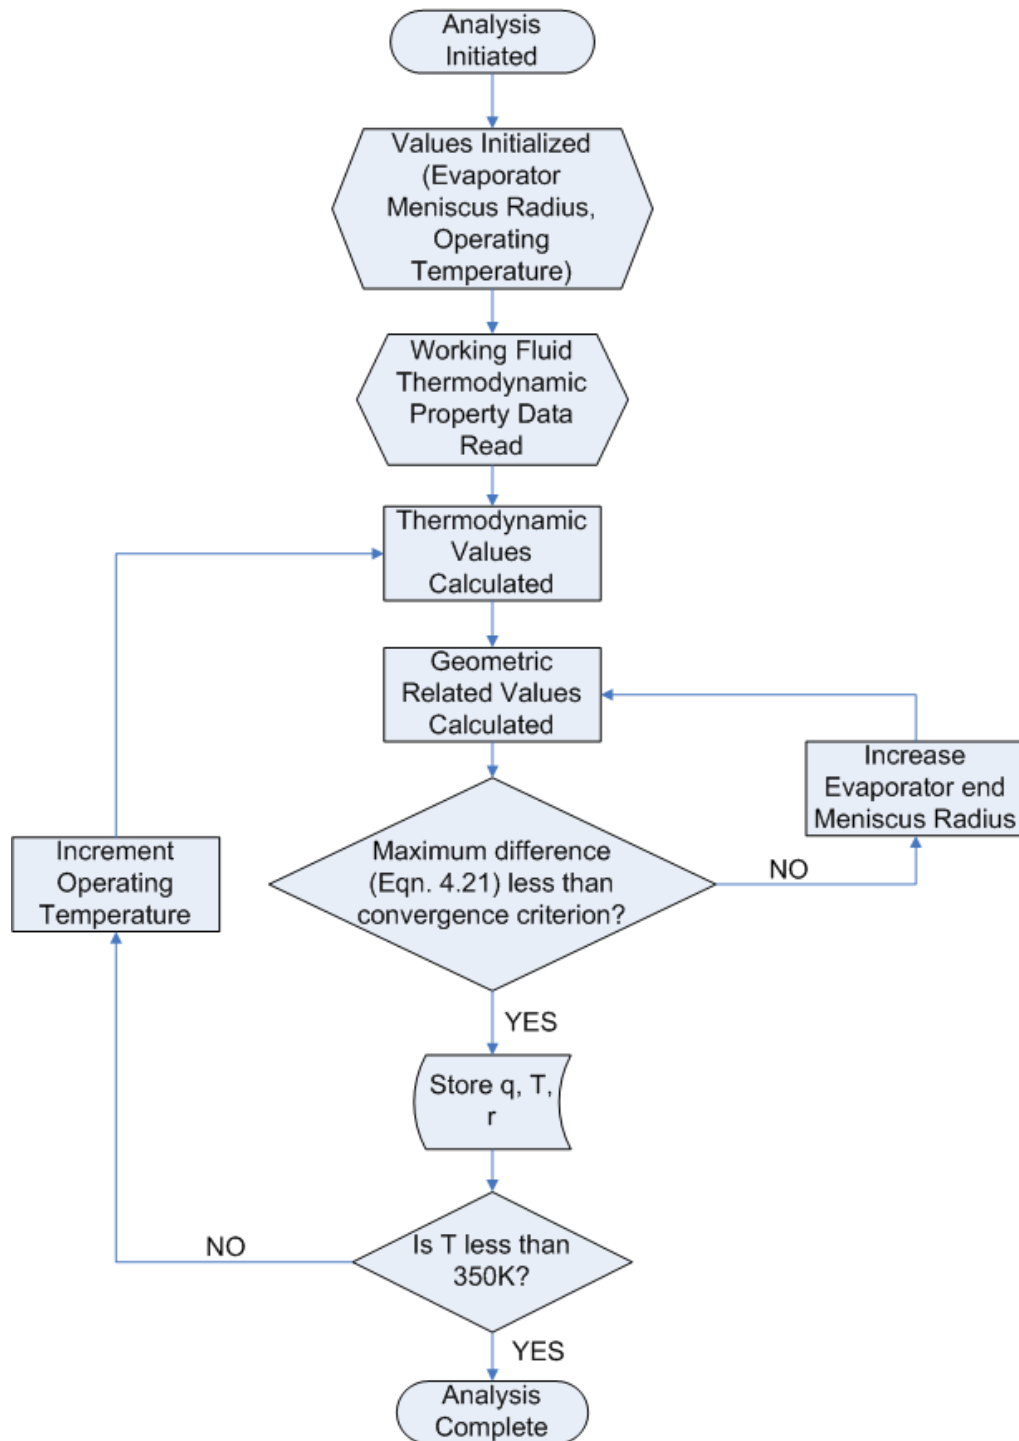 Analysis
Initiated
Values Initialized
(Evaporator
Meniscus Radius,
Operating
Temperature)
Working Fluid
Thermodynamic
Property Data
Read
Thermodynamic
Values
Calculated
Geometric
Related Values
Calculated
Increase
Evaporator end
Meniscus Radius
Increment
Operating
Temperature
Maximum difference
(Eqn. 4.21) less than
convergence criterion?
NO
YES
Store q, T,
r
Is T less than
350K?
NO
YES
Analysis
Complete